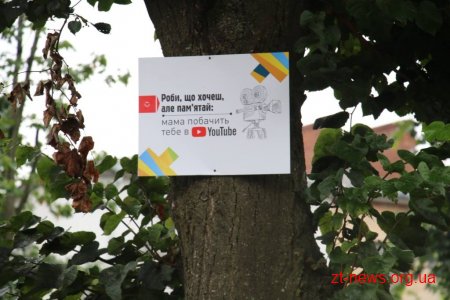 Роби, що хочеш,
але пам'ятай:
мама побачить
тебе в YouTube
zt-news.org.ua